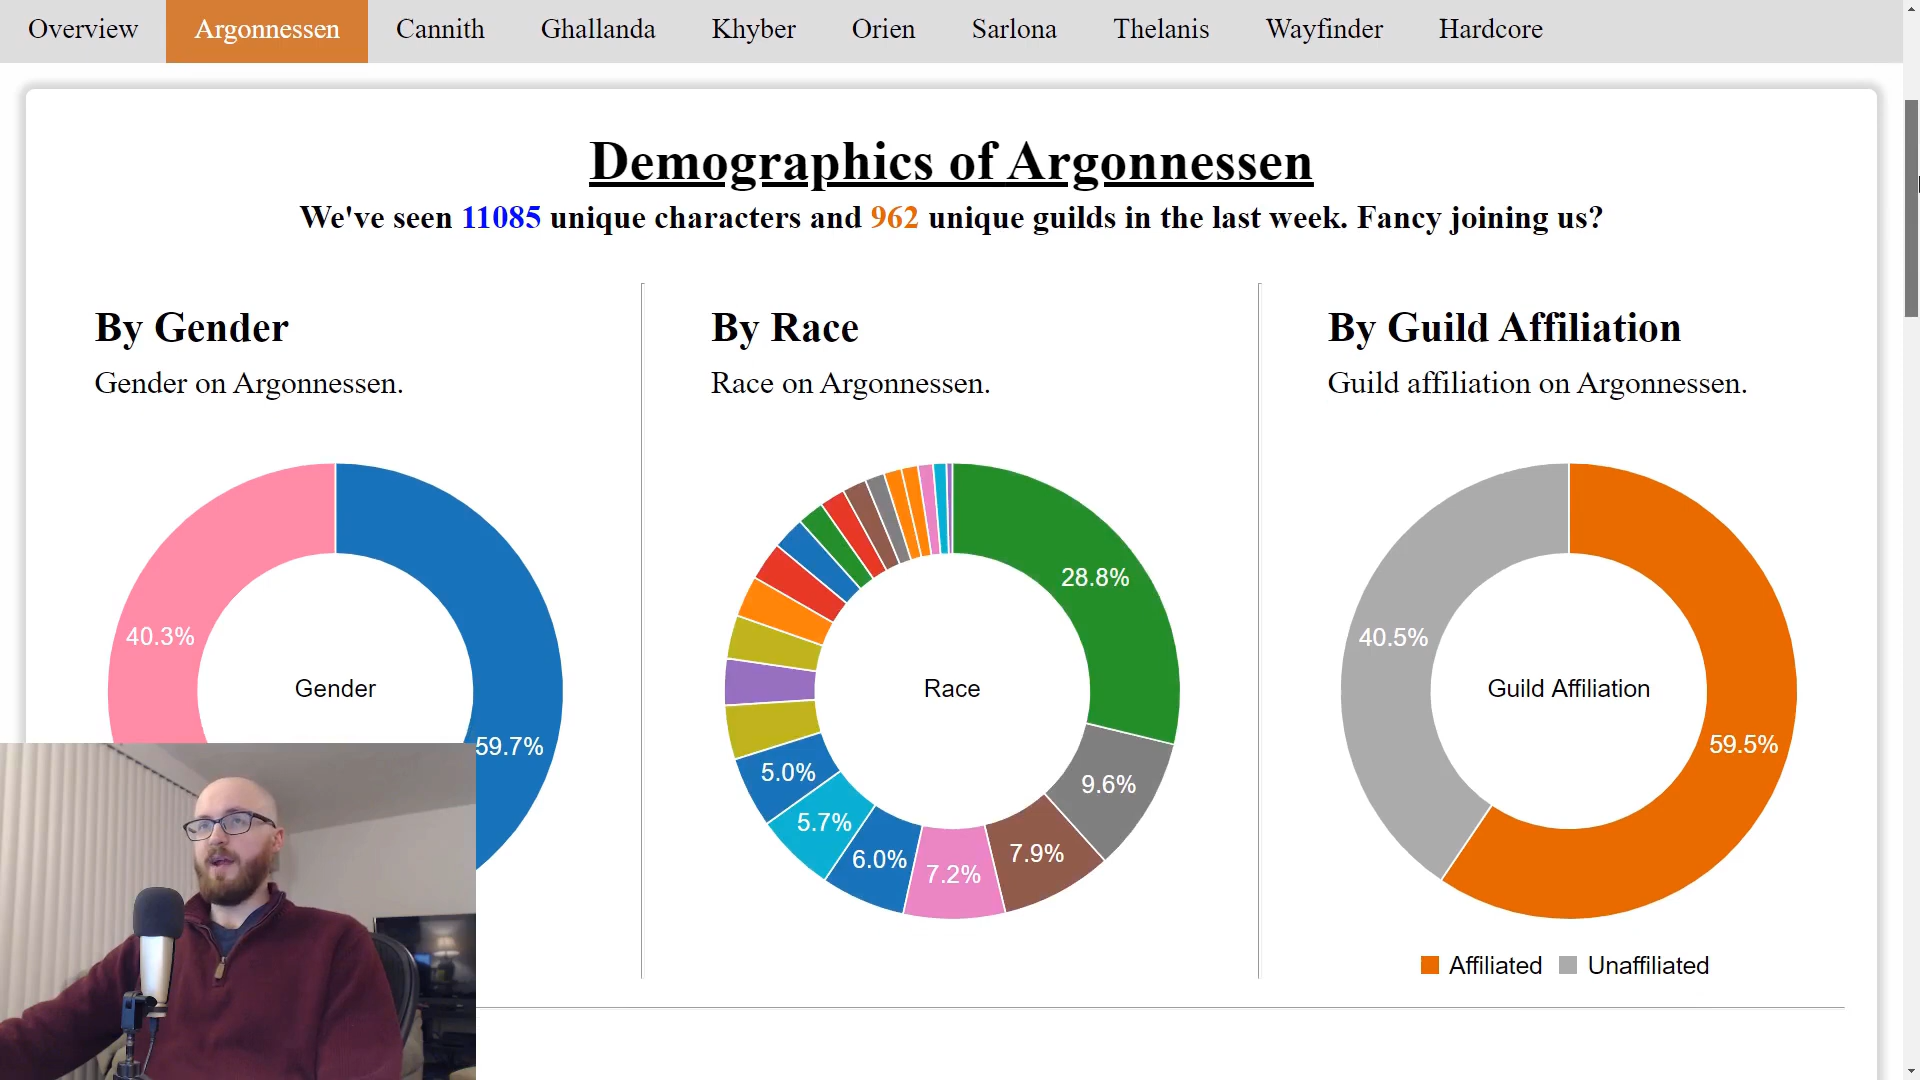 Overview Argonnessen Cannith Ghallanda Khyber Orien Sarlona Thelanis Wayfinder Hardcore
Demographics of Argonnessen
We've seen 11085 unique characters and 962 unique guilds in the last week. Fancy joining us?
By Gender
Gender on Argonnessen.
40.3%
Gender
59.7%
By Race
Race on Argonnessen.
28.8%
Race
9.6%
5.0%
5.7%
7.9%
6.0%
7.2%
By Guild Affiliation
Guild affiliation on Argonnessen.
40.5%
Guild Affiliation
59.5%
Affiliated Unaffiliated